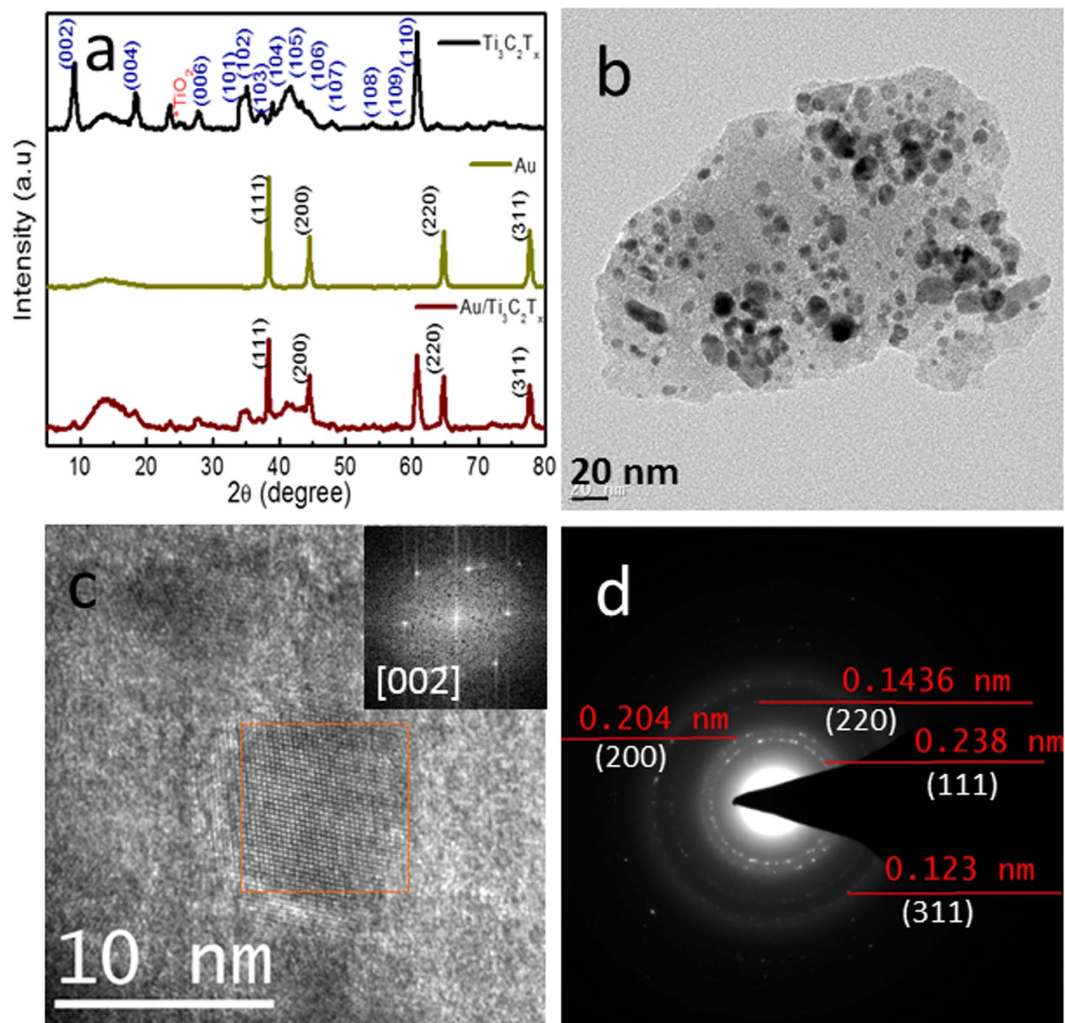 a
Ti₃C₂Tₓ
(002)
(004)
*TiO₂
(006)
(101)
(102)
(103)
(104)
(105)
(106)
(107)
(108)
(109)
(110)
Au
(111)
(200)
(220)
(311)
Au/Ti₃C₂Tₓ
(111)
(200)
(220)
(311)
Intensity (a.u)
10 20 30 40 50 60 70 80
2θ (degree)
b
20 nm
20 nm
c
[002]
10 nm
d
0.1436 nm
(220)
0.204 nm
(200)
0.238 nm
(111)
0.123 nm
(311)